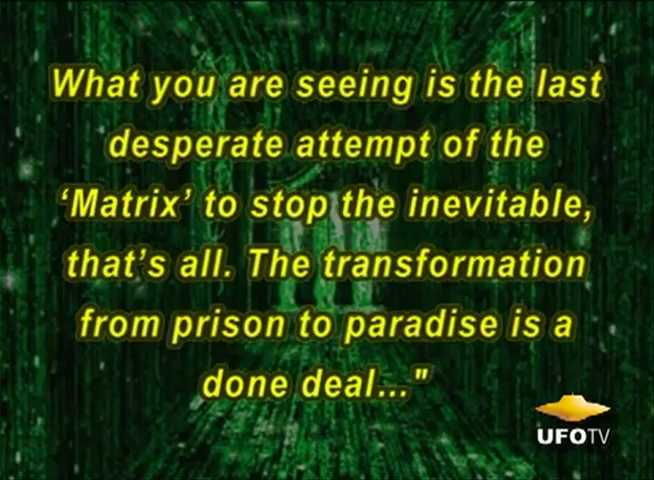 What you are seeing is the last
desperate attempt of the
‘Matrix’ to stop the inevitable,
that’s all. The transformation
from prison to paradise is a
done deal..."
UFOTV